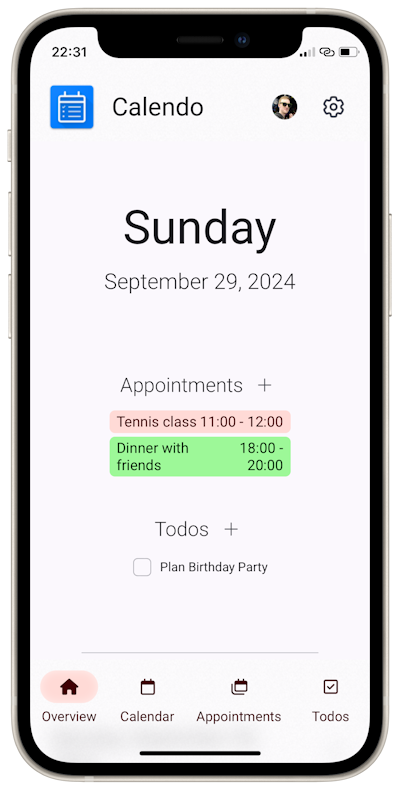 22:31
Calendo
Sunday
September 29, 2024
Appointments +
Tennis class 11:00 - 12:00
Dinner with 18:00 -
friends 20:00
Todos +
Plan Birthday Party
Overview Calendar Appointments Todos